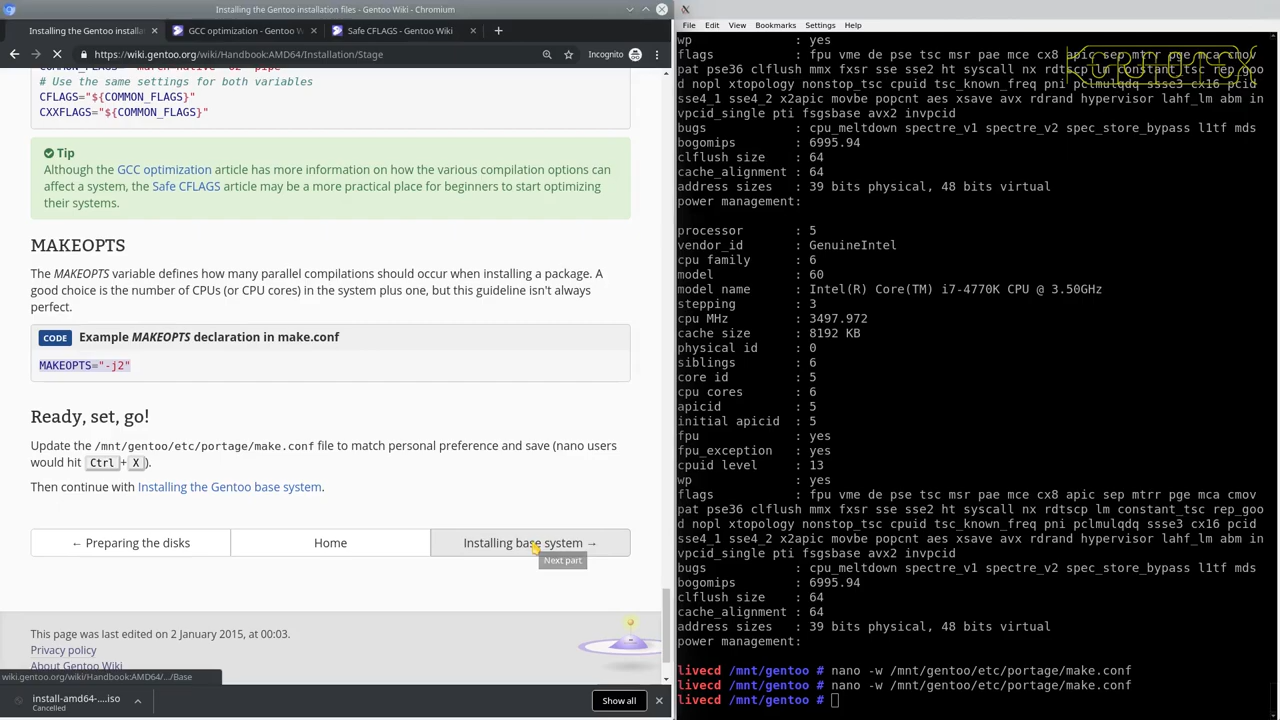 Installing the Gentoo installation files - Gentoo Wiki - Chromium
Installing the Gentoo installat
GCC optimization - Gentoo W
Safe CFLAGS - Gentoo Wiki
https://wiki.gentoo.org/wiki/Handbook:AMD64/Installation/Stage
Incognito
# Use the same settings for both variables
CFLAGS="${COMMON_FLAGS}"
CXXFLAGS="${COMMON_FLAGS}"
Tip
Although the GCC optimization article has more information on how the various compilation options can
affect a system, the Safe CFLAGS article may be a more practical place for beginners to start optimizing
their systems.
MAKEOPTS
The MAKEOPTS variable defines how many parallel compilations should occur when installing a package. A
good choice is the number of CPUs (or CPU cores) in the system plus one, but this guideline isn't always
perfect.
CODE Example MAKEOPTS declaration in make.conf
MAKEOPTS="-j2"
Ready, set, go!
Update the /mnt/gentoo/etc/portage/make.conf file to match personal preference and save (nano users
would hit Ctrl+X).
Then continue with Installing the Gentoo base system.
← Preparing the disks
Home
Installing base system →
Next part
This page was last edited on 2 January 2015, at 00:03.
Privacy policy
About Gentoo Wiki
wiki.gentoo.org/wiki/Handbook:AMD64/.../Base
install-amd64-....iso
Cancelled
Show all
File Edit View Bookmarks Settings Help
wp : yes
flags : fpu vme de pse tsc msr pae mce cx8 apic sep mtrr pge mca cmov
pat pse36 clflush mmx fxsr sse sse2 ht syscall nx rdtscp lm constant_tsc rep_goo
d nopl xtopology nonstop_tsc cpuid tsc_known_freq pni pclmulqdq ssse3 cx16 pcid
sse4_1 sse4_2 x2apic movbe popcnt aes xsave avx rdrand hypervisor lahf_lm abm in
vpcid_single pti fsgsbase avx2 invpcid
bugs : cpu_meltdown spectre_v1 spectre_v2 spec_store_bypass l1tf mds
bogomips : 6995.94
clflush size : 64
cache_alignment : 64
address sizes : 39 bits physical, 48 bits virtual
power management:
processor : 5
vendor_id : GenuineIntel
cpu family : 6
model : 60
model name : Intel(R) Core(TM) i7-4770K CPU @ 3.50GHz
stepping : 3
cpu MHz : 3497.972
cache size : 8192 KB
physical id : 0
siblings : 6
core id : 5
cpu cores : 6
apicid : 5
initial apicid : 5
fpu : yes
fpu_exception : yes
cpuid level : 13
wp : yes
flags : fpu vme de pse tsc msr pae mce cx8 apic sep mtrr pge mca cmov
pat pse36 clflush mmx fxsr sse sse2 ht syscall nx rdtscp lm constant_tsc rep_goo
d nopl xtopology nonstop_tsc cpuid tsc_known_freq pni pclmulqdq ssse3 cx16 pcid
sse4_1 sse4_2 x2apic movbe popcnt aes xsave avx rdrand hypervisor lahf_lm abm in
vpcid_single pti fsgsbase avx2 invpcid
bugs : cpu_meltdown spectre_v1 spectre_v2 spec_store_bypass l1tf mds
bogomips : 6995.94
clflush size : 64
cache_alignment : 64
address sizes : 39 bits physical, 48 bits virtual
power management:
livecd /mnt/gentoo # nano -w /mnt/gentoo/etc/portage/make.conf
livecd /mnt/gentoo # nano -w /mnt/gentoo/etc/portage/make.conf
livecd /mnt/gentoo #